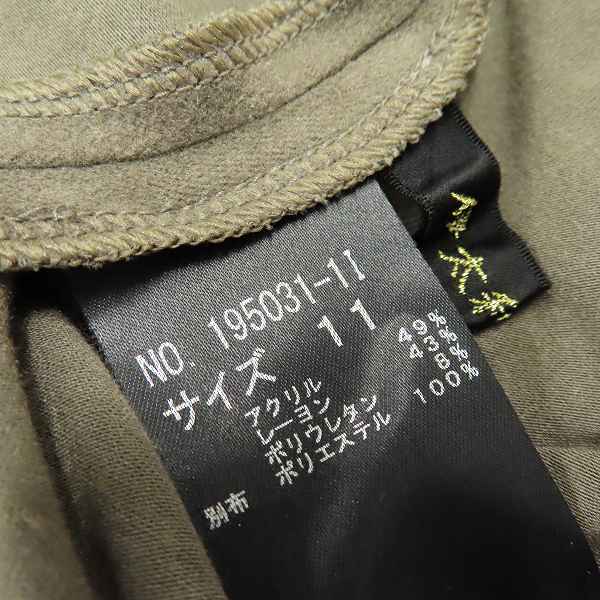 NO. 195031-1I
サイズ 11
アクリル 49%
レーヨン 43%
ポリウレタン 8%
別布 ポリエステル 100%